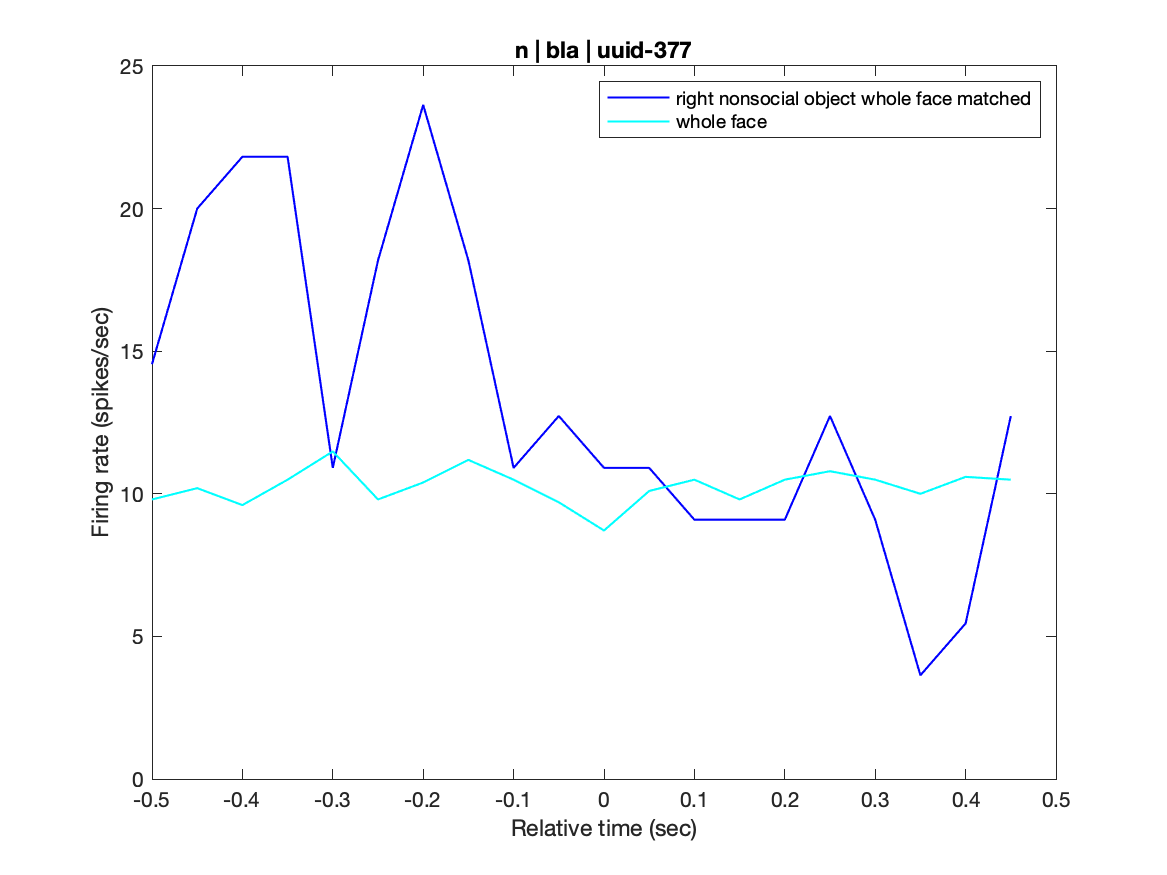 n | bla | uuid-377
right nonsocial object whole face matched
whole face
Firing rate (spikes/sec)
25
20
15
10
5
0
-0.5 -0.4 -0.3 -0.2 -0.1 0 0.1 0.2 0.3 0.4 0.5
Relative time (sec)